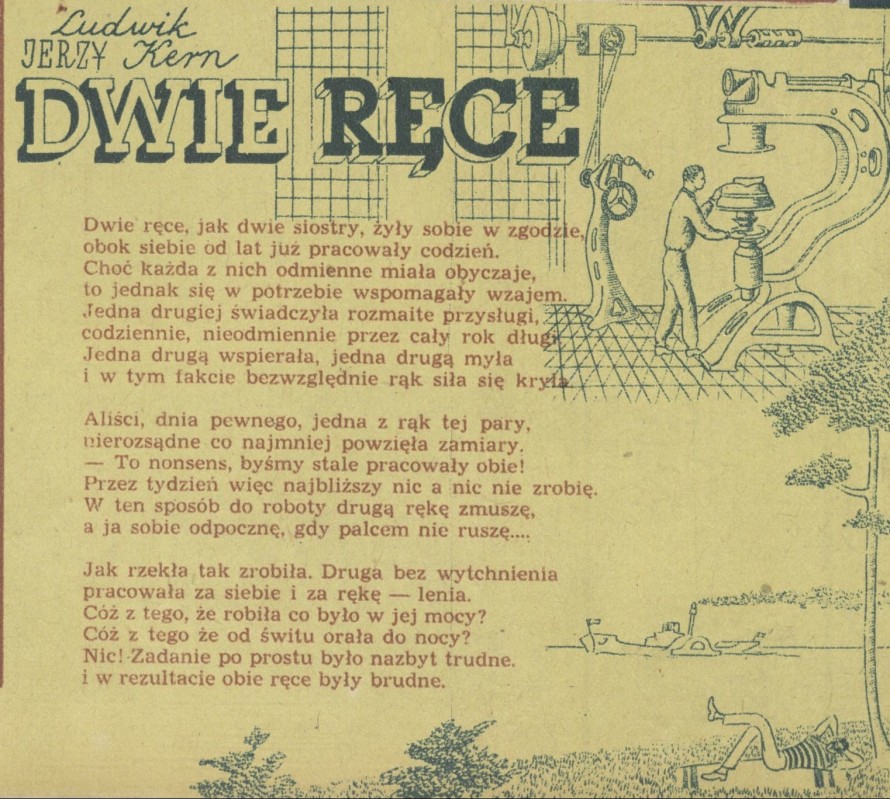 Ludwik
JERZY Kern
DWIE RĘCE
Dwie ręce, jak dwie siostry, żyły sobie w zgodzie,
obok siebie od lat już pracowały codzień.
Choć każda z nich odmienne miała obyczaje,
to jednak się w potrzebie wspomagały wzajem.
Jedna drugiej świadczyła rozmaite przysługi,
codziennie, nieodmiennie przez cały rok długi
Jedna drugą wspierała, jedna drugą myła
i w tym fakcie bezwzględnie rąk siła się kryła.
Aliści, dnia pewnego, jedna z rąk tej pary,
nierozsądne co najmniej powzięła zamiary.
— To nonsens, byśmy stale pracowały obie!
Przez tydzień więc najbliższy nic a nic nie zrobię.
W ten sposób do roboty drugą rękę zmuszę,
a ja sobie odpocznę, gdy palcem nie ruszę....
Jak rzekła tak zrobiła. Druga bez wytchnienia
pracowała za siebie i za rękę — lenia.
Cóż z tego, że robiła co było w jej mocy?
Cóż z tego że od świtu orała do nocy?
Nic! Zadanie po prostu było nazbyt trudne.
i w rezultacie obie ręce były brudne.